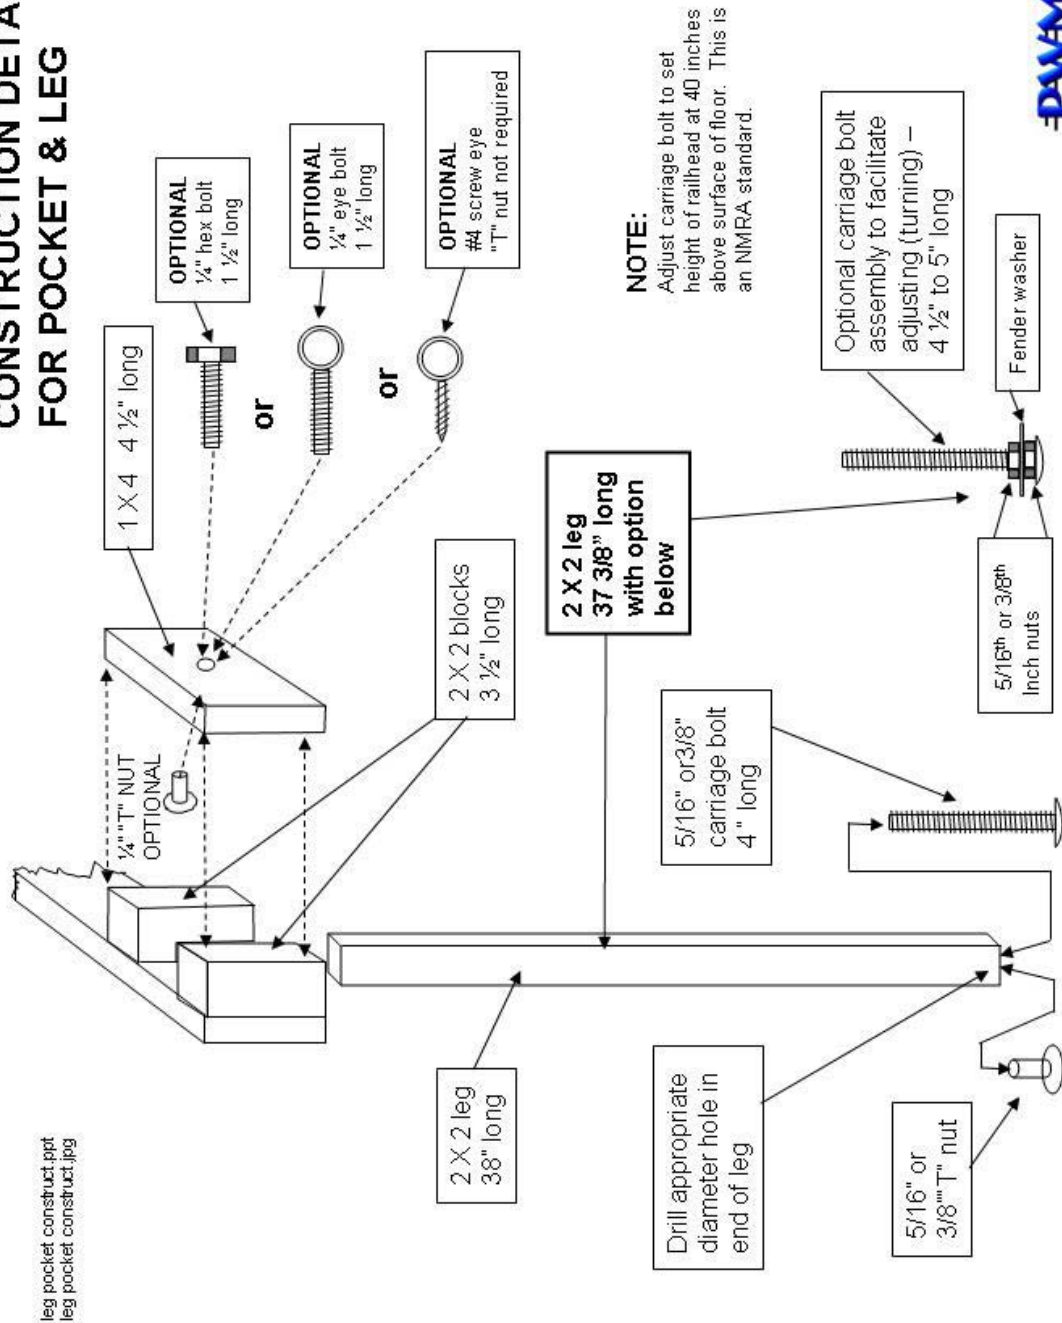 leg pocket construct.ppt
leg pocket construct.jpg
FOR POCKET & LEG
1 X 4 4 ½" long
OPTIONAL
¼" hex bolt
1 ½" long
or
OPTIONAL
¼" eye bolt
1 ½" long
or
OPTIONAL
#4 screw eye
"T" nut not required
¼" "T" NUT
OPTIONAL
2 X 2 blocks
3 ½" long
2 X 2 leg
38" long
2 X 2 leg
37 3/8” long
with option
below
NOTE:
Adjust carriage bolt to set
height of railhead at 40 inches
above surface of floor. This is
an NMRA standard.
Drill appropriate
diameter hole in
end of leg
5/16" or3/8"
carriage bolt
4 " long
Optional carriage bolt
assembly to facilitate
adjusting (turning) –
4 ½" to 5" long
5/16" or
3/8""T" nut
5/16th or 3/8th
Inch nuts
Fender washer